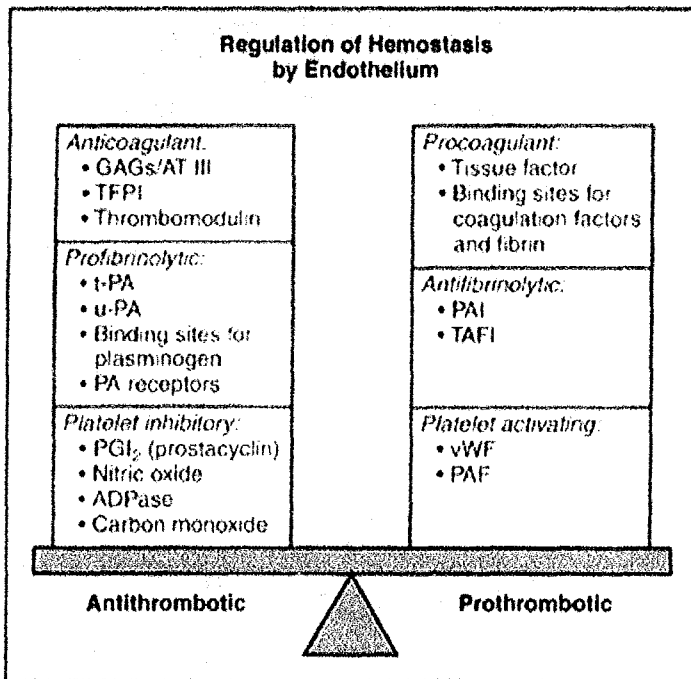 Regulation of Hemostasis
by Endothelium
Anticoagulant:
• GAGs/AT III
• TFPI
• Thrombomodulin
Profibrinolytic:
• t-PA
• u-PA
• Binding sites for
plasminogen
• PA receptors
Platelet inhibitory:
• PGI₂ (prostacyclin)
• Nitric oxide
• ADPase
• Carbon monoxide
Procoagulant:
• Tissue factor
• Binding sites for
coagulation factors
and fibrin
Antifibrinolytic:
• PAI
• TAFI
Platelet activating:
• vWF
• PAF
Antithrombotic
Prothrombotic